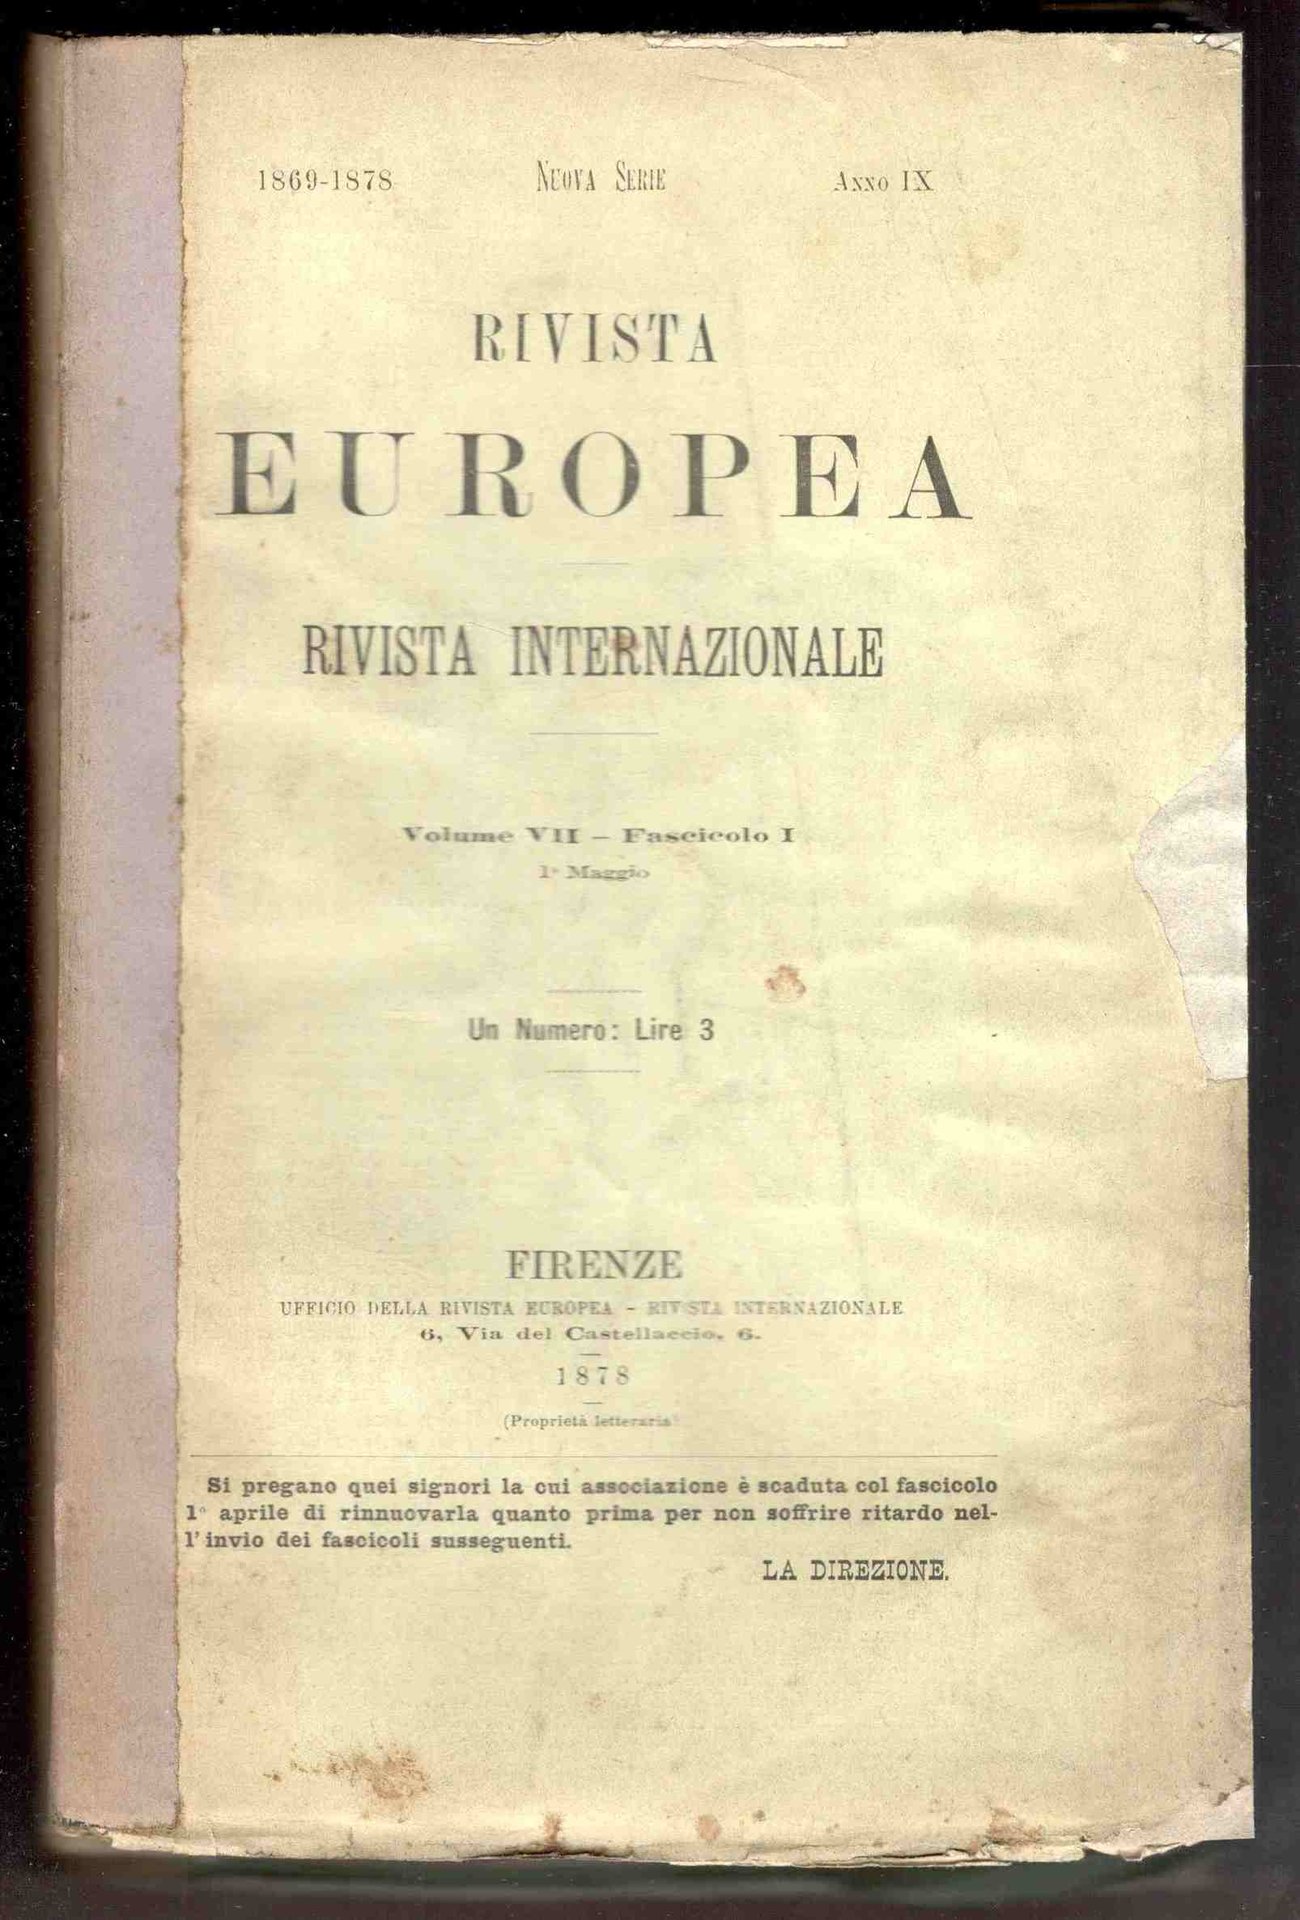 1869-1878 NUOVA SERIE ANNO IX
RIVISTA
EUROPEA
RIVISTA INTERNAZIONALE
Volume VII – Fascicolo I
1º Maggio
Un Numero: Lire 3
FIRENZE
UFFICIO DELLA RIVISTA EUROPEA – RIVISTA INTERNAZIONALE
6, Via del Castellaccio, 6.
1878
(Proprietà letteraria)
Si pregano quei signori la cui associazione è scaduta col fascicolo
1º aprile di rinnuovarla quanto prima per non soffrire ritardo nel-
l'invio dei fascicoli susseguenti.
LA DIREZIONE.